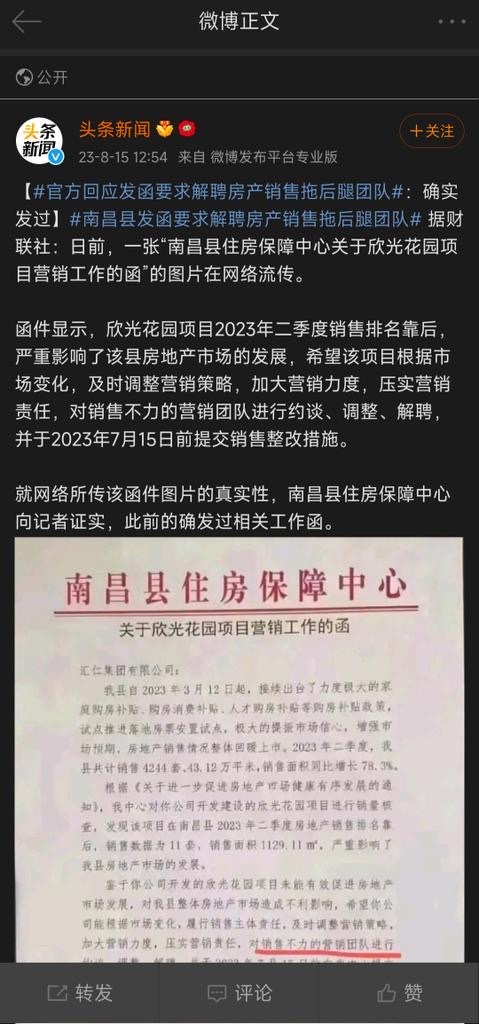 微博正文
公开
头条新闻
头条
新闻
+关注
23-8-15 12:54 来自 微博发布平台专业版
【#官方回应发函要求解聘房产销售拖后腿团队#：确实
发过】#南昌县发函要求解聘房产销售拖后腿团队# 据财
联社：日前，一张“南昌县住房保障中心关于欣光花园项
目营销工作的函”的图片在网络流传。
函件显示，欣光花园项目2023年二季度销售排名靠后，
严重影响了该县房地产市场的发展，希望该项目根据市
场变化，及时调整营销策略，加大营销力度，压实营销
责任，对销售不力的营销团队进行约谈、调整、解聘，
并于2023年7月15日前提交销售整改措施。
就网络所传该函件图片的真实性，南昌县住房保障中心
向记者证实，此前的确发过相关工作函。
南昌县住房保障中心
关于欣光花园项目营销工作的函
汇仁集团有限公司：
我县自2023年3月12日起，接续出台了力度极大的家
庭购房补贴、购房消费补贴、人才购房补贴等购房补贴政策，
试点推进落地房票安置试点，极大的提振市场信心，增强市
场预期，房地产销售情况整体回暖上市。2023年二季度，我
县共计销售4244套、43.12万平米，销售面积同比增长78.3%。
根据《关于进一步促进房地产市场健康有序发展的通
知》，我中心对你公司开发建设的欣光花园项目进行销量核
查，发现该项目在南昌县2023年二季度房地产销售排名靠
后，销售数据为11套，销售面积1129.11㎡，严重影响了
我县房地产市场的发展。
鉴于你公司开发的欣光花园项目未能有效促进房地产
市场发展，对我县整体房地产市场造成不利影响，希望你公
司能根据市场变化，履行销售主体责任，及时调整营销策略，
加大营销力度，压实营销责任，对销售不力的营销团队进行
转发
评论
赞